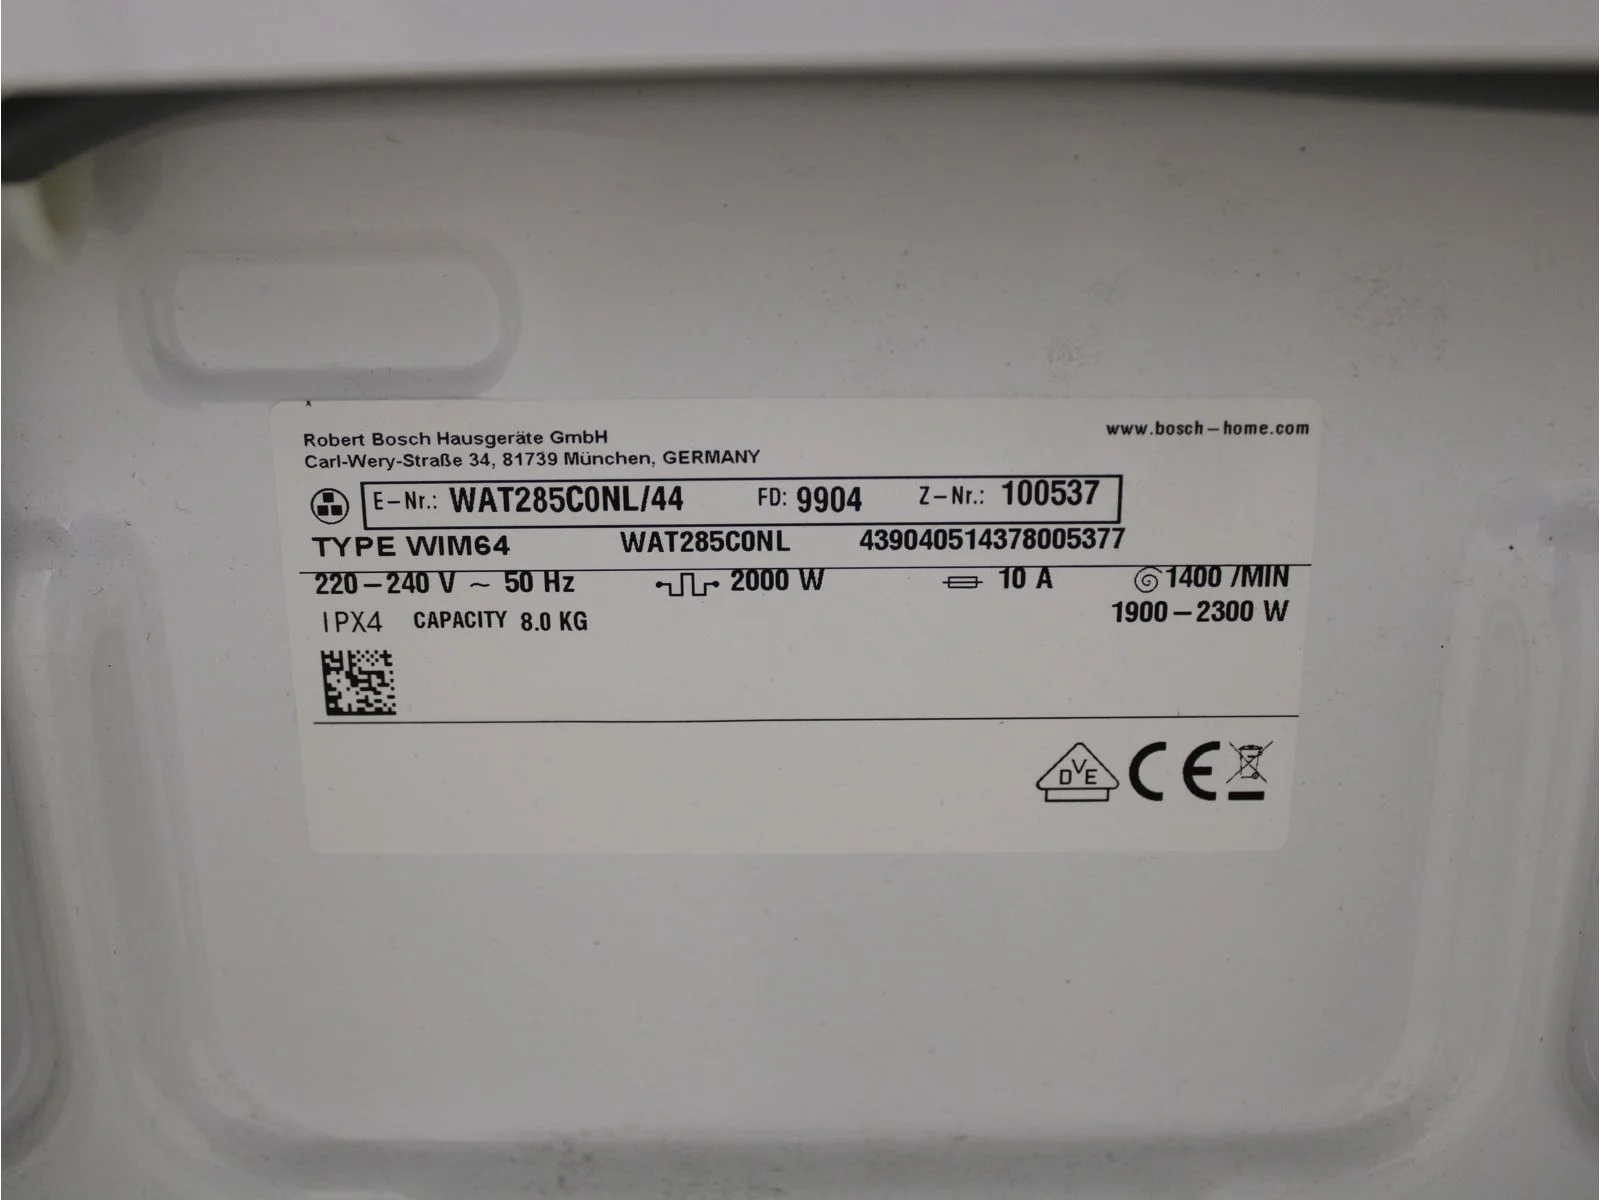 Robert Bosch Hausgeräte GmbH
www.bosch-home.com
Carl-Wery-Straße 34, 81739 München, GERMANY
E-Nr.: WAT285C0NL/44 FD: 9904 Z-Nr.: 100537
TYPE WIM64 WAT285C0NL 439040514378005377
220-240 V ~ 50 Hz 2000 W 10 A 1400 /MIN
IPX4 CAPACITY 8.0 KG 1900-2300 W
DVE CE